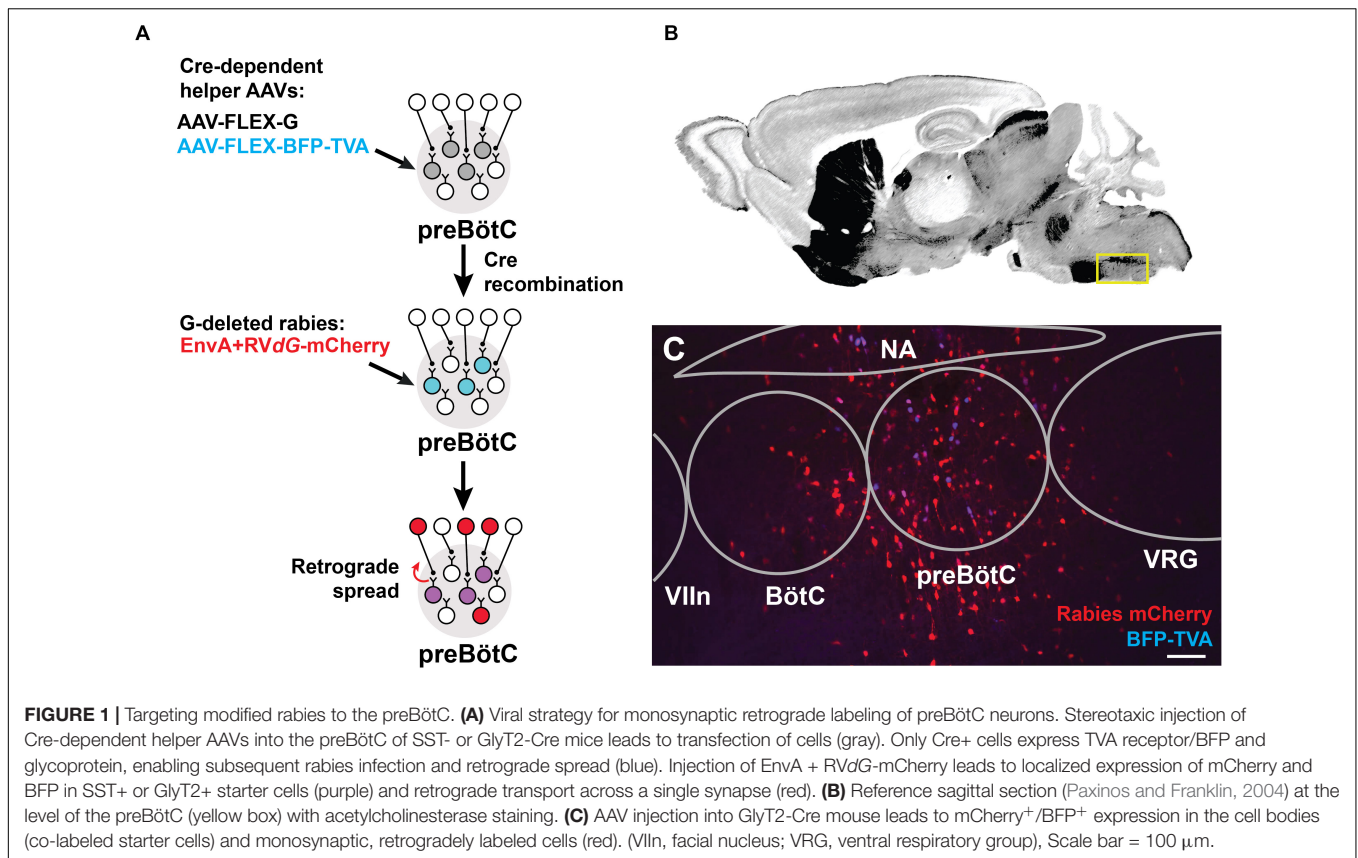 A
Cre-dependent
helper AAVs:
AAV-FLEX-G
AAV-FLEX-BFP-TVA
preBötC
Cre
recombination
G-deleted rabies:
EnvA+RVdG-mCherry
preBötC
Retrograde
spread
preBötC
B
C
NA
VIIn
BötC
preBötC
VRG
Rabies mCherry
BFP-TVA
FIGURE 1 | Targeting modified rabies to the preBötC. (A) Viral strategy for monosynaptic retrograde labeling of preBötC neurons. Stereotaxic injection of
Cre-dependent helper AAVs into the preBötC of SST- or GlyT2-Cre mice leads to transfection of cells (gray). Only Cre+ cells express TVA receptor/BFP and
glycoprotein, enabling subsequent rabies infection and retrograde spread (blue). Injection of EnvA + RVdG-mCherry leads to localized expression of mCherry and
BFP in SST+ or GlyT2+ starter cells (purple) and retrograde transport across a single synapse (red). (B) Reference sagittal section (Paxinos and Franklin, 2004) at the
level of the preBötC (yellow box) with acetylcholinesterase staining. (C) AAV injection into GlyT2-Cre mouse leads to mCherry⁺/BFP⁺ expression in the cell bodies
(co-labeled starter cells) and monosynaptic, retrogradely labeled cells (red). (VIIn, facial nucleus; VRG, ventral respiratory group), Scale bar = 100 μm.